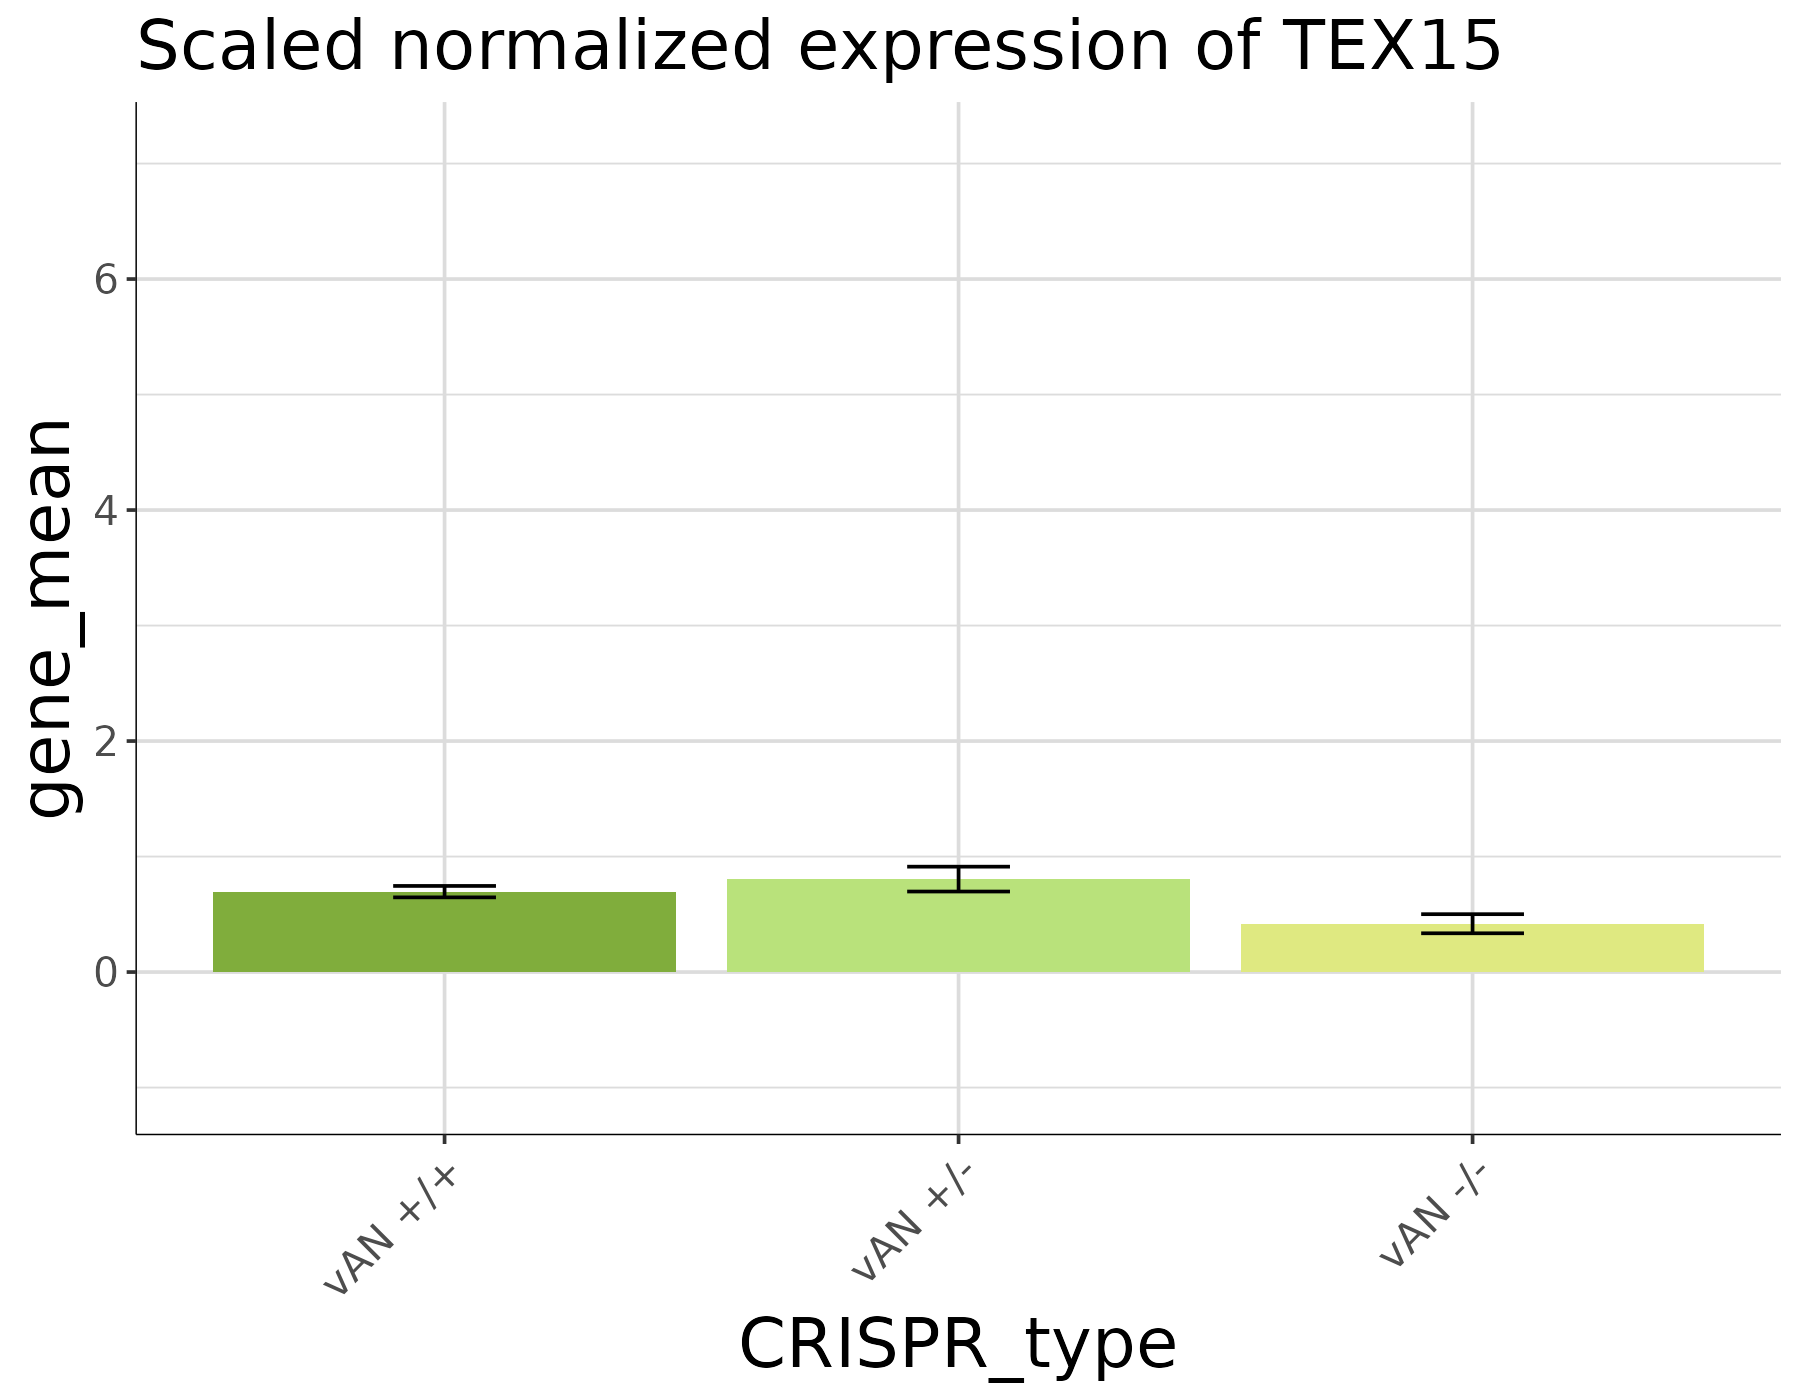 Scaled normalized expression of TEX15
gene_mean
6
4
2
0
vAN +/+
vAN +/-
vAN -/-
CRISPR_type